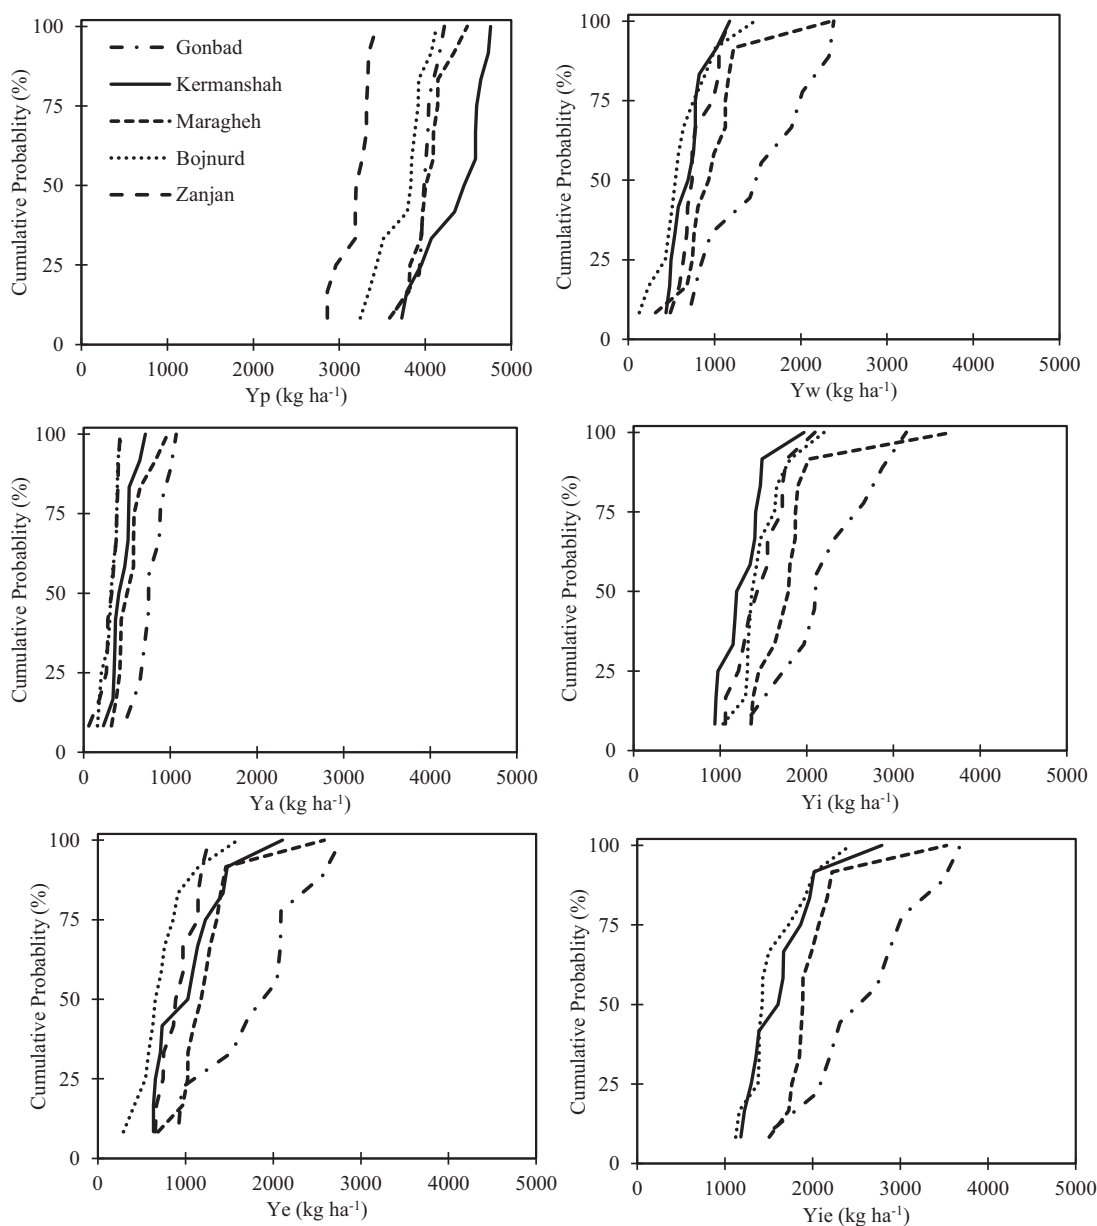 Cumulative Probablity (%)
100
75
50
25
0
Gonbad
Kermanshah
Maragheh
Bojnurd
Zanjan
0 1000 2000 3000 4000 5000
Yp (kg ha-1)
Cumulative Probablity (%)
100
75
50
25
0
0 1000 2000 3000 4000 5000
Yw (kg ha-1)
Cumulative Probablity (%)
100
75
50
25
0
0 1000 2000 3000 4000 5000
Ya (kg ha-1)
Cumulative Probablity (%)
100
75
50
25
0
0 1000 2000 3000 4000 5000
Yi (kg ha-1)
Cumulative Probablity (%)
100
75
50
25
0
0 1000 2000 3000 4000 5000
Ye (kg ha-1)
Cumulative Probablity (%)
100
75
50
25
0
0 1000 2000 3000 4000 5000
Yie (kg ha-1)